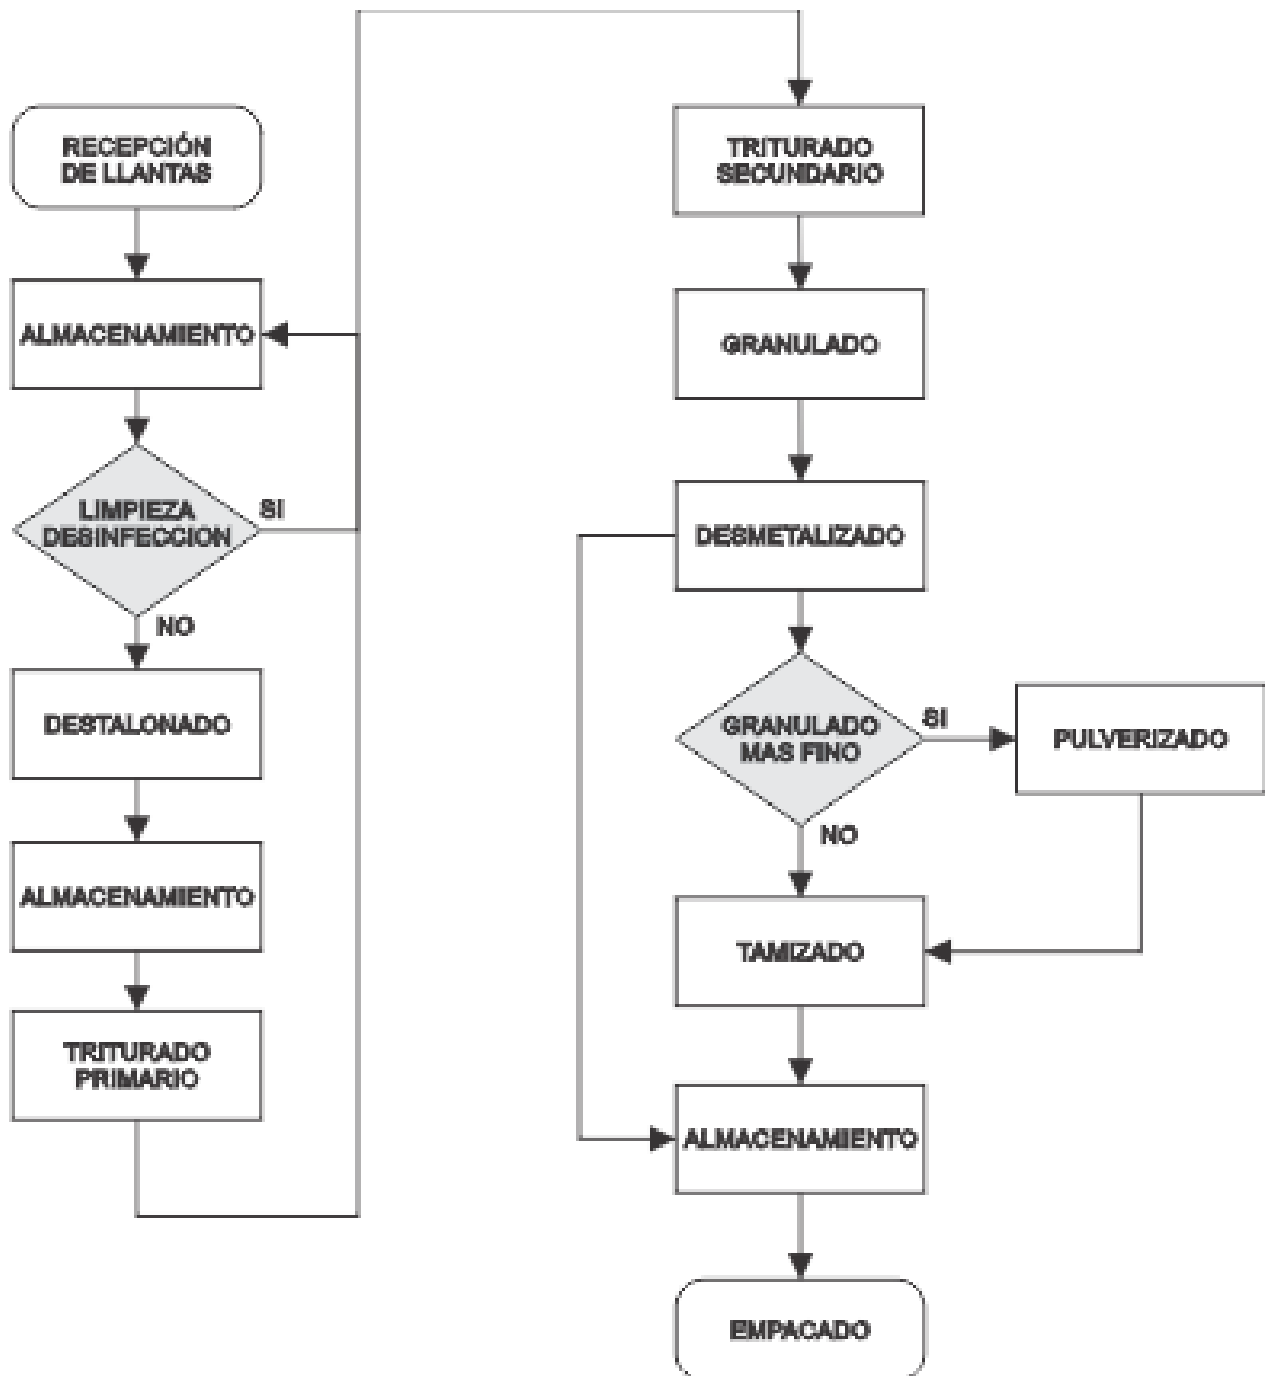 RECEPCIÓN
DE LLANTAS
ALMACENAMIENTO
LIMPIEZA
DESINFECCION
SI
NO
DESTALONADO
ALMACENAMIENTO
TRITURADO
PRIMARIO
TRITURADO
SECUNDARIO
GRANULADO
DESMETALIZADO
GRANULADO
MAS FINO
SI
PULVERIZADO
NO
TAMIZADO
ALMACENAMIENTO
EMPACADO